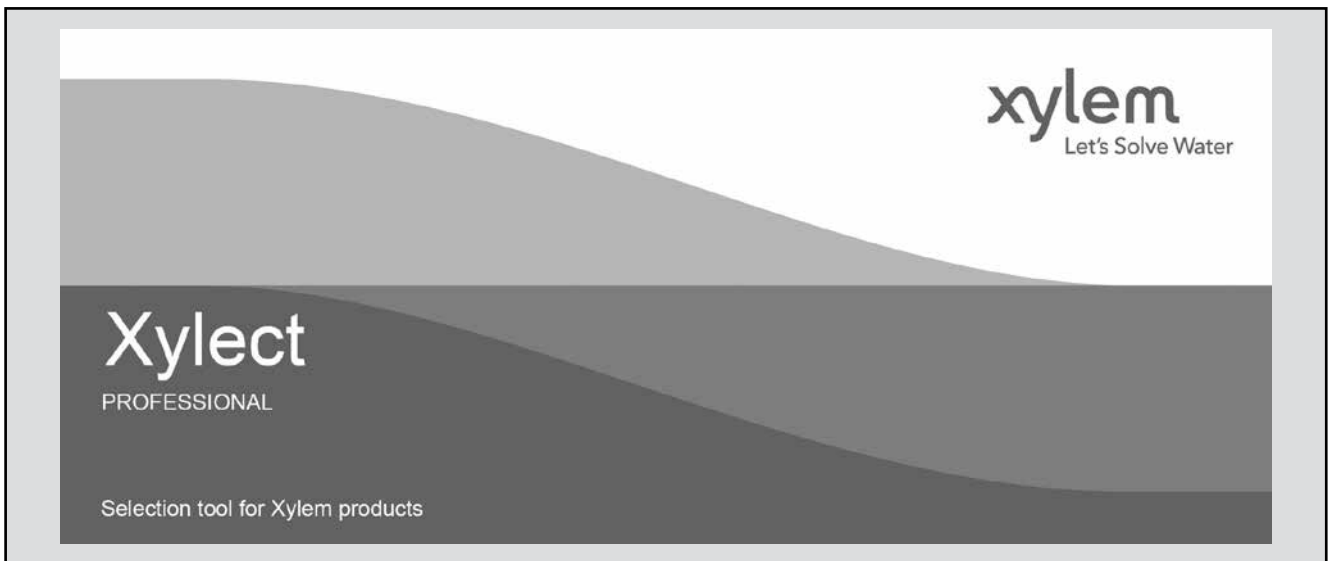 xylem
Let's Solve Water
Xylect
PROFESSIONAL
Selection tool for Xylem products